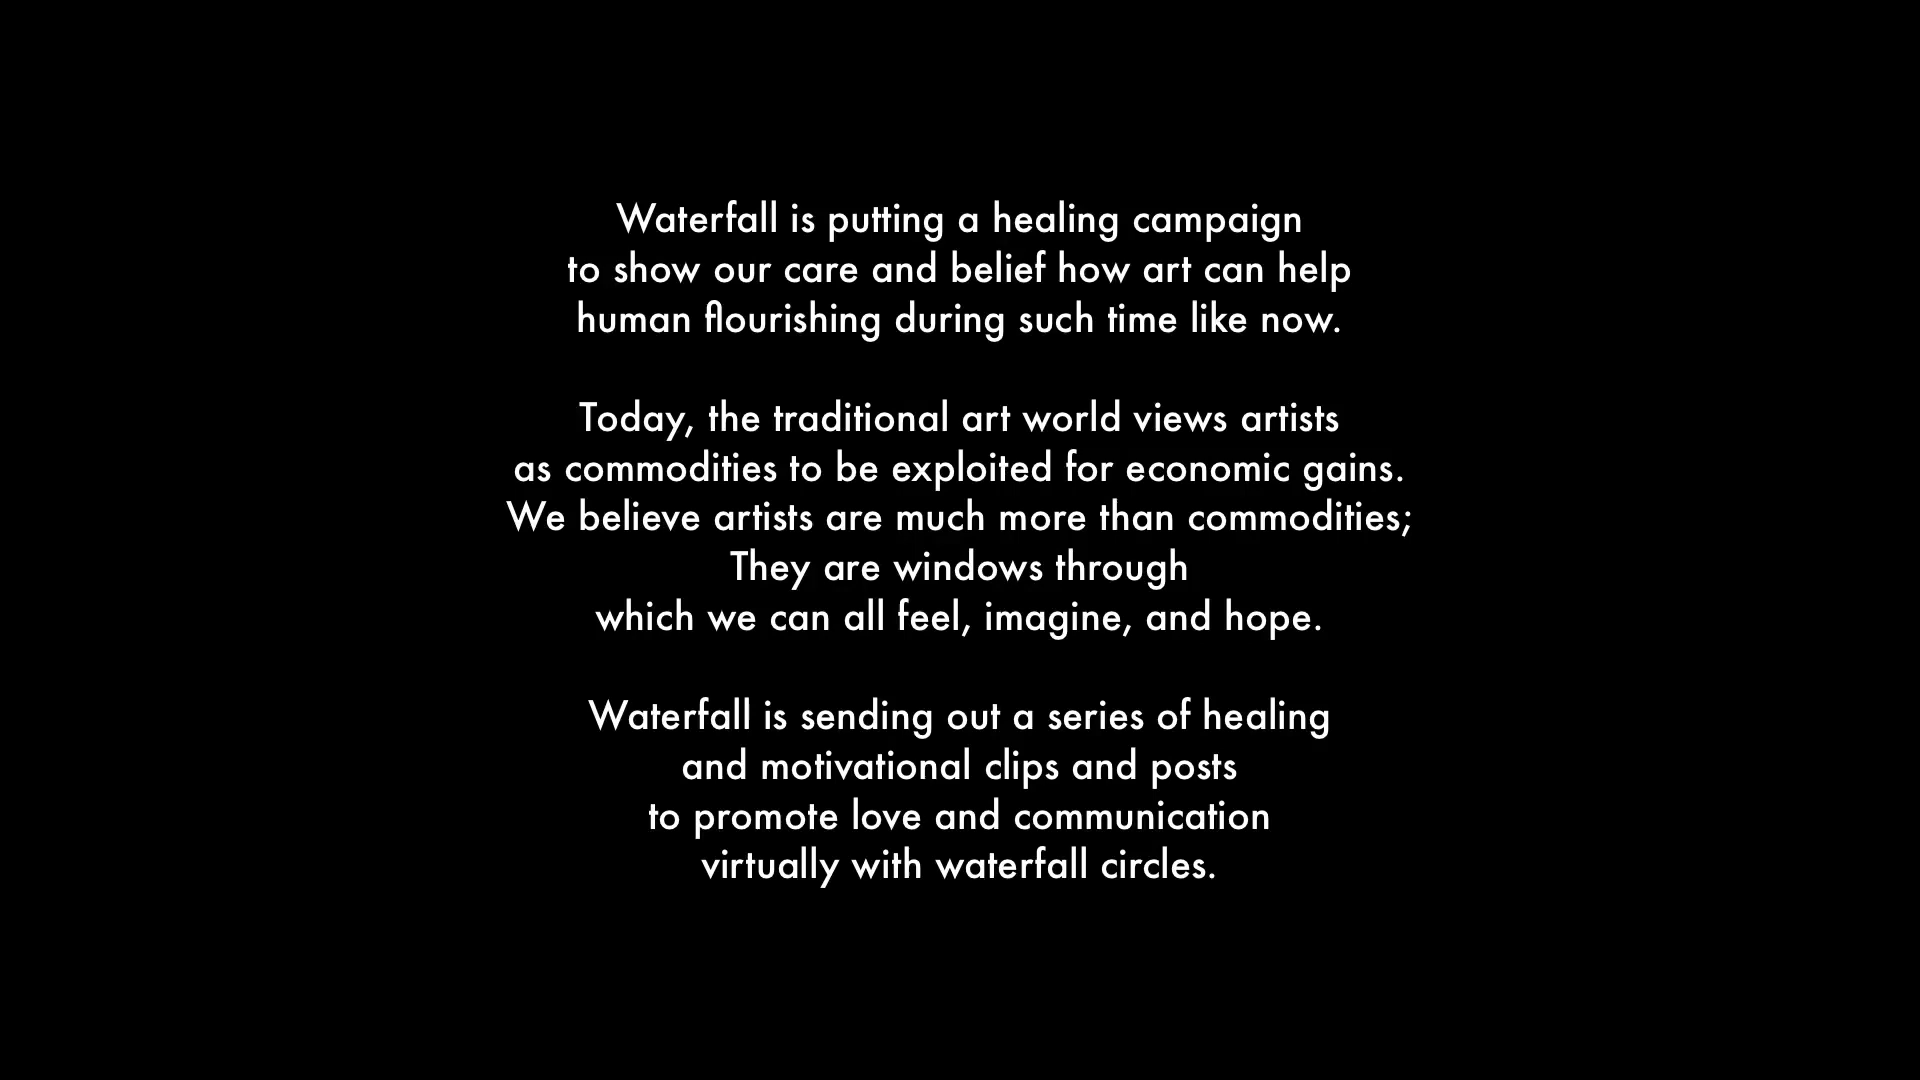 Waterfall is putting a healing campaign
to show our care and belief how art can help
human flourishing during such time like now.
Today, the traditional art world views artists
as commodities to be exploited for economic gains.
We believe artists are much more than commodities;
They are windows through
which we can all feel, imagine, and hope.
Waterfall is sending out a series of healing
and motivational clips and posts
to promote love and communication
virtually with waterfall circles.